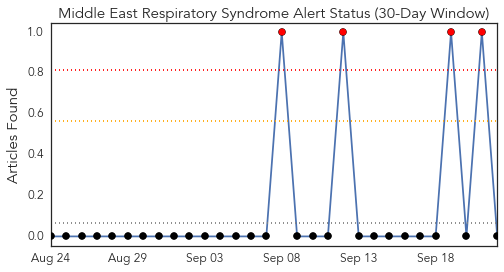 Middle East Respiratory Syndrome Alert Status (30-Day Window)
Articles Found
1.0
0.8
0.6
0.4
0.2
0.0
Aug 24 Aug 29 Sep 03 Sep 08 Sep 13 Sep 18